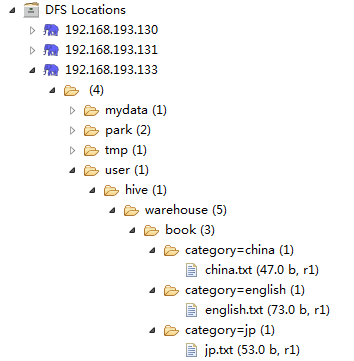 DFS Locations
192.168.193.130
192.168.193.131
192.168.193.133
(4)
mydata (1)
park (2)
tmp (1)
user (1)
hive (1)
warehouse (5)
book (3)
category=china (1)
china.txt (47.0 b, r1)
category=english (1)
english.txt (73.0 b, r1)
category=jp (1)
jp.txt (53.0 b, r1)